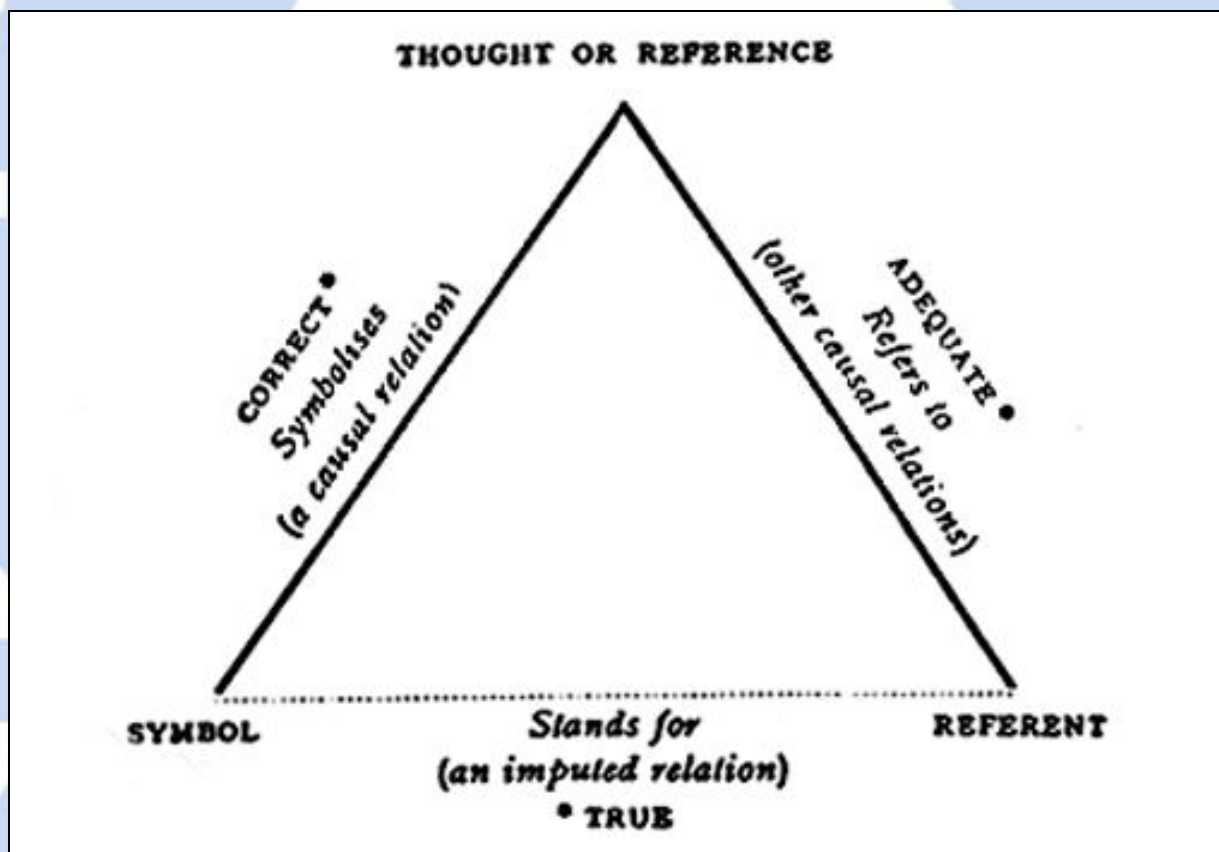 THOUGHT OR REFERENCE
CORRECT *
Symbolises
(a causal relation)
ADEQUATE *
Refers to
(other causal relations)
SYMBOL
Stands for
(an imputed relation)
* TRUE
REFERENT